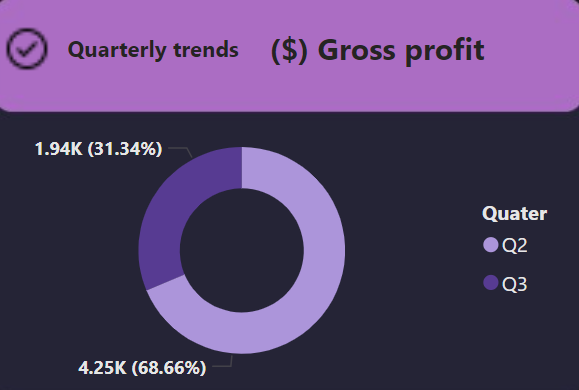 Quarterly trends ($) Gross profit
1.94K (31.34%)
Quater
Q2
Q3
4.25K (68.66%)